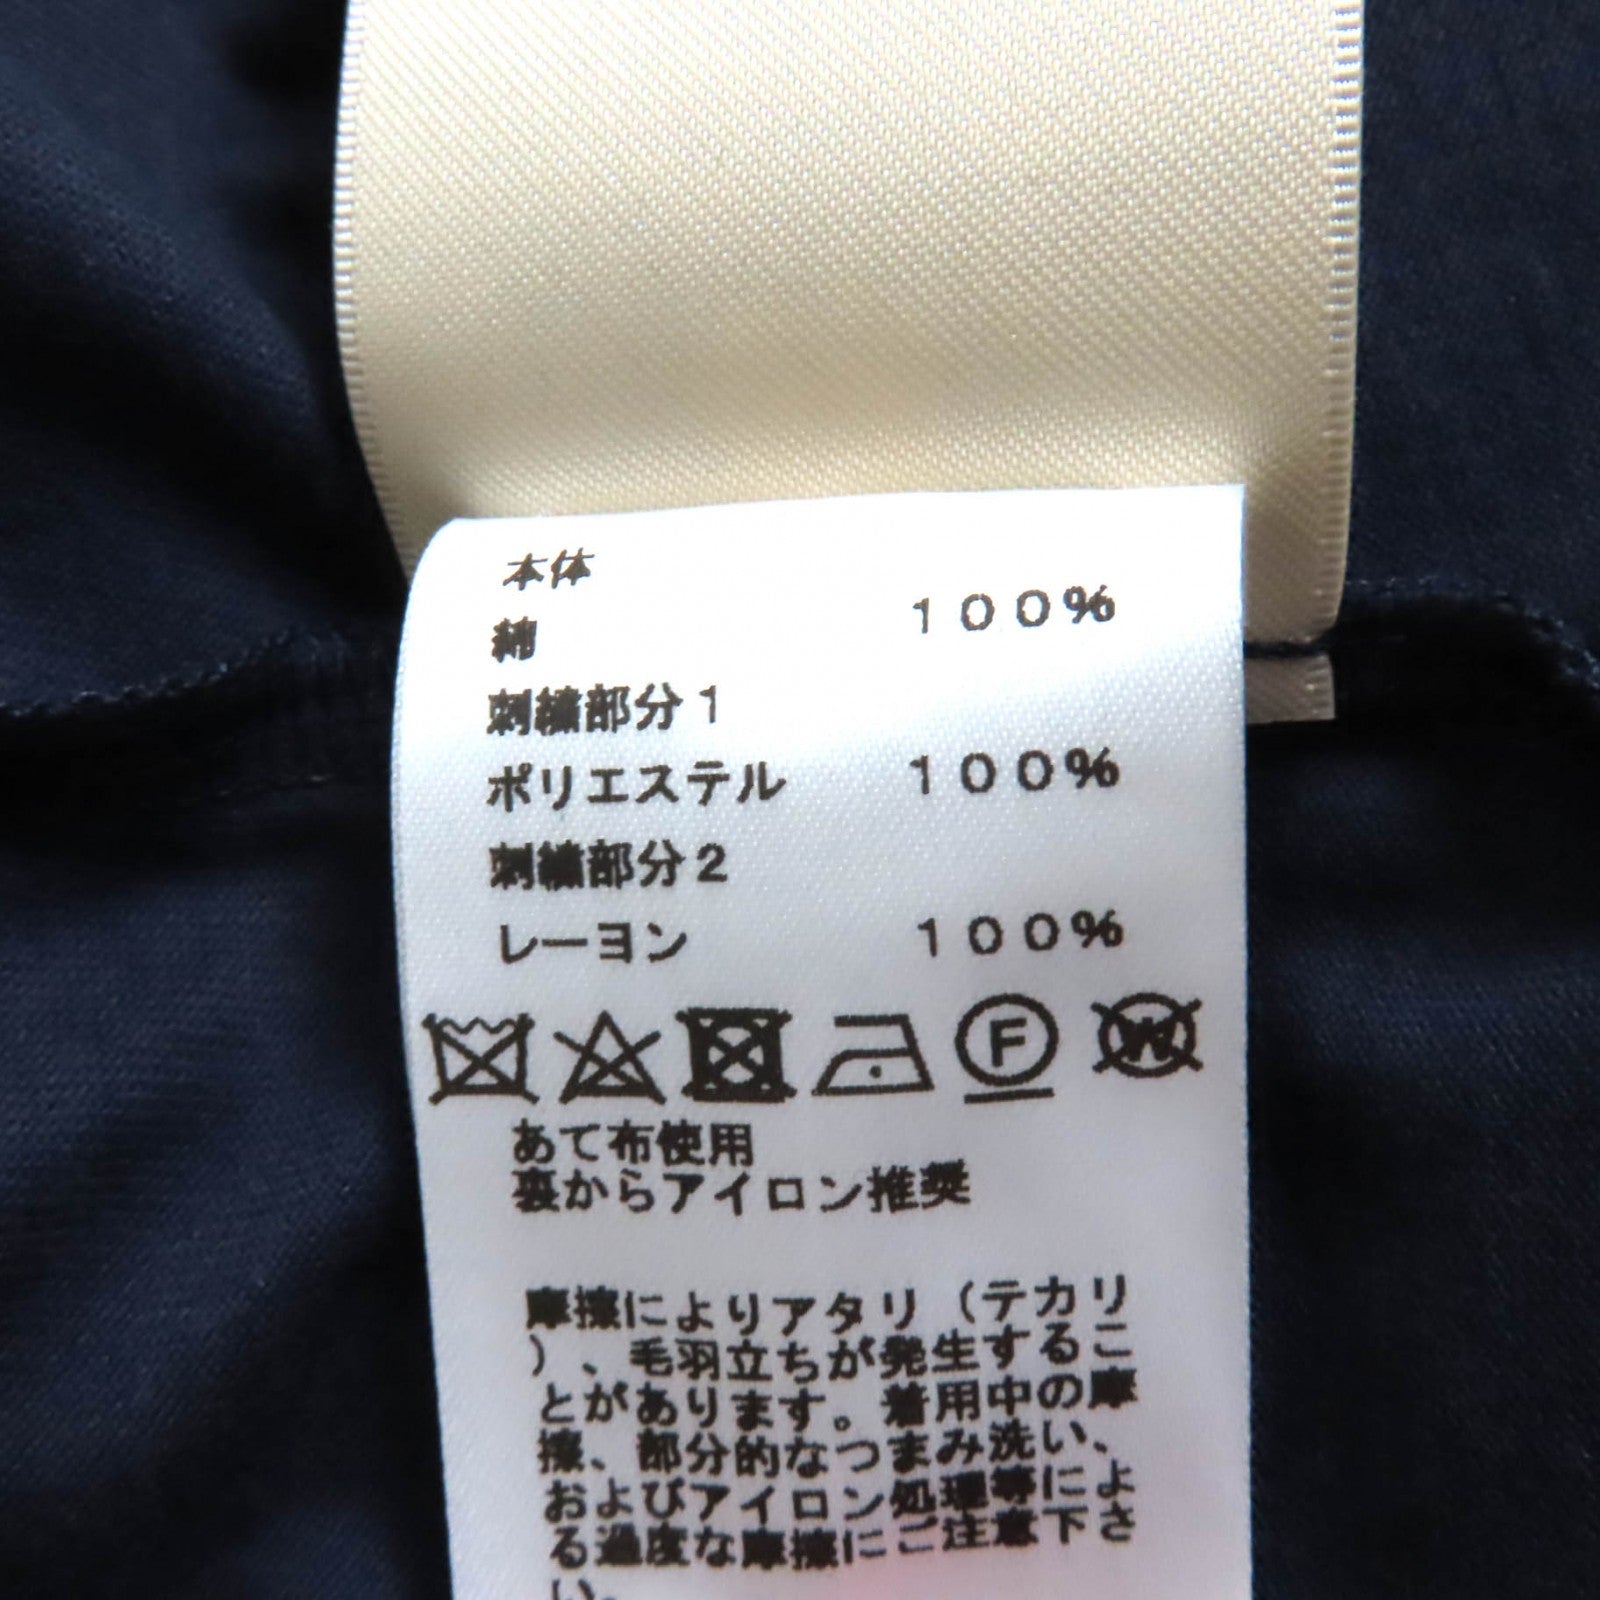 本体
綿 100%
刺繍部分1
ポリエステル 100%
刺繍部分2
レーヨン 100%
F W
あて布使用
裏からアイロン推奨
摩擦によりアタリ(テカリ
)、毛羽立ちが発生するこ
とがあります。着用中の摩
擦、部分的なつまみ洗い、
およびアイロン処理等によ
る過度な摩擦にご注意下さ
い。